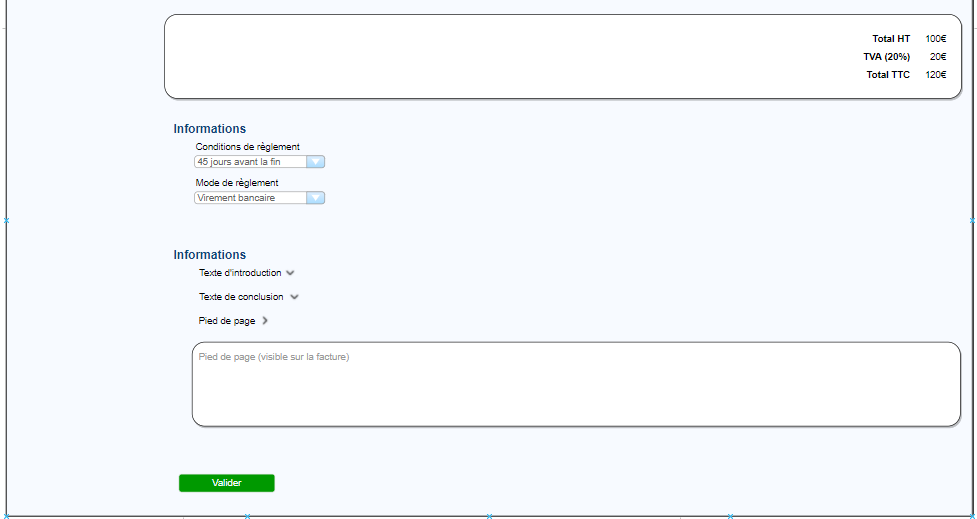 Total HT 100€
TVA (20%) 20€
Total TTC 120€
Informations
Conditions de règlement
45 jours avant la fin
Mode de règlement
Virement bancaire
Informations
Texte d'introduction
Texte de conclusion
Pied de page
Pied de page (visible sur la facture)
Valider